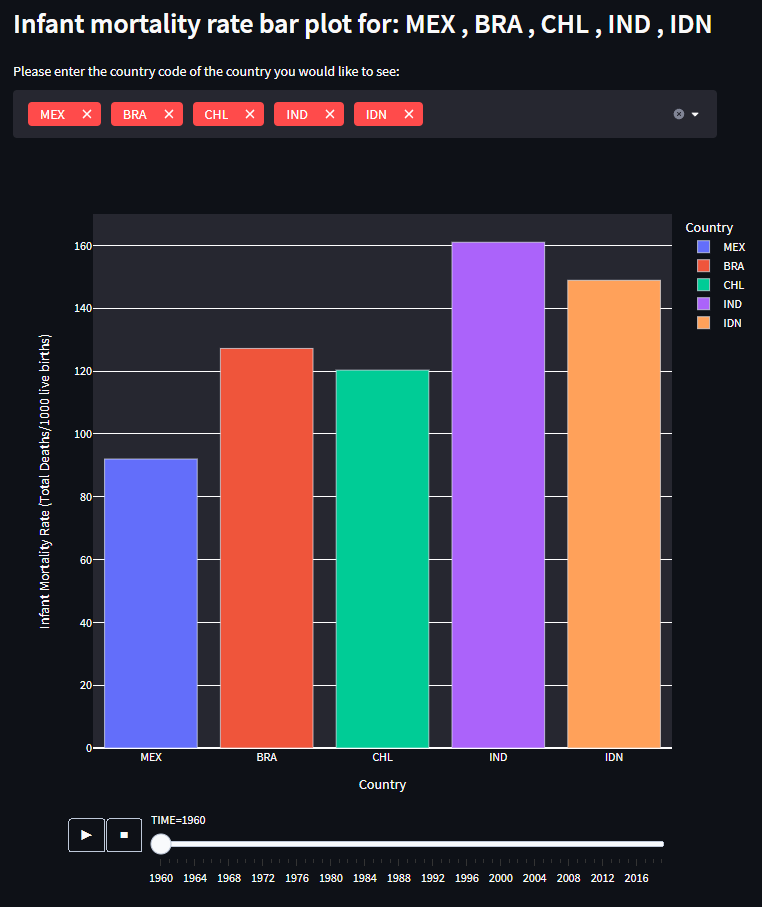 Infant mortality rate bar plot for: MEX , BRA , CHL , IND , IDN
Please enter the country code of the country you would like to see:
MEX × BRA × CHL × IND × IDN ×
Country
MEX
BRA
CHL
IND
IDN
Infant Mortality Rate (Total Deaths/1000 live births)
160
140
120
100
80
60
40
20
0
MEX BRA CHL IND IDN
Country
TIME=1960
1960 1964 1968 1972 1976 1980 1984 1988 1992 1996 2000 2004 2008 2012 2016